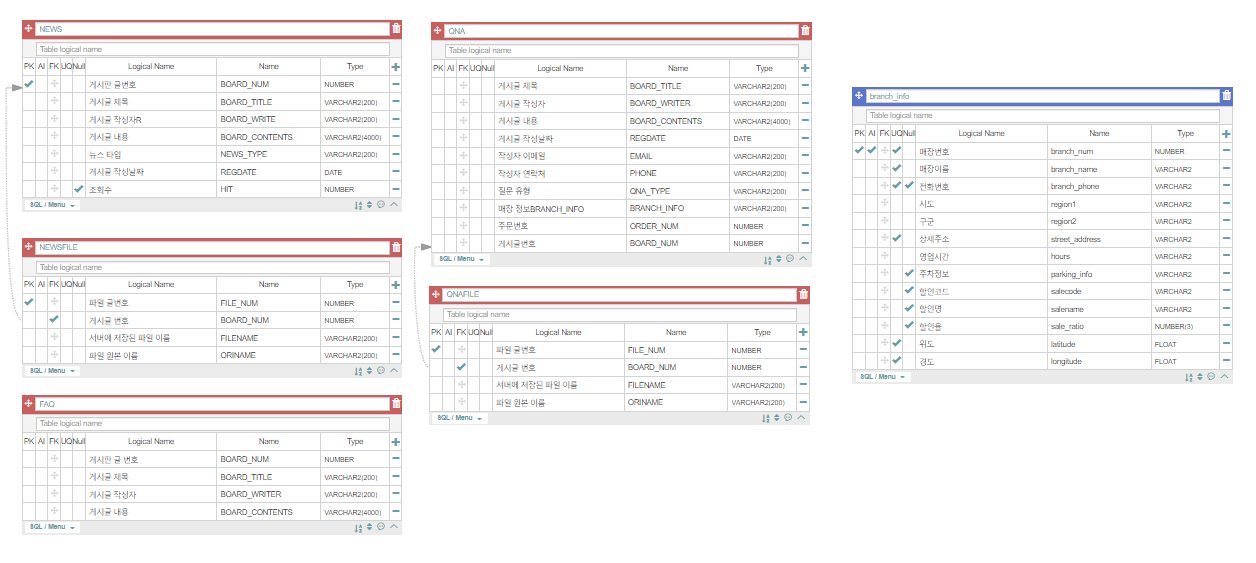 NEWS
Table logical name
PK AI FK UQ Null Logical Name Name Type
게시판 글번호 BOARD_NUM NUMBER
게시글 제목 BOARD_TITLE VARCHAR2(200)
게시글 작성자R BOARD_WRITE VARCHAR2(200)
게시글 내용 BOARD_CONTENTS VARCHAR2(4000)
뉴스 타입 NEWS_TYPE VARCHAR2(200)
게시글 작성날짜 REGDATE DATE
조회수 HIT NUMBER
SQL / Menu
NEWSFILE
Table logical name
PK AI FK UQ Null Logical Name Name Type
파일 글번호 FILE_NUM NUMBER
게시글 번호 BOARD_NUM NUMBER
서버에 저장된 파일 이름 FILENAME VARCHAR2(200)
파일 원본 이름 ORINAME VARCHAR2(200)
SQL / Menu
FAQ
Table logical name
PK AI FK UQ Null Logical Name Name Type
게시판 글 번호 BOARD_NUM NUMBER
게시글 제목 BOARD_TITLE VARCHAR2(200)
게시글 작성자 BOARD_WRITER VARCHAR2(200)
게시글 내용 BOARD_CONTENTS VARCHAR2(4000)
SQL / Menu
QNA
Table logical name
PK AI FK UQ Null Logical Name Name Type
게시글 제목 BOARD_TITLE VARCHAR2(200)
게시글 작성자 BOARD_WRITER VARCHAR2(200)
게시글 내용 BOARD_CONTENTS VARCHAR2(4000)
게시글 작성날짜 REGDATE DATE
작성자 이메일 EMAIL VARCHAR2(200)
작성자 연락처 PHONE VARCHAR2(200)
질문 유형 QNA_TYPE VARCHAR2(200)
매장 정보BRANCH_INFO BRANCH_INFO VARCHAR2(200)
주문번호 ORDER_NUM NUMBER
게시글번호 BOARD_NUM NUMBER
SQL / Menu
QNAFILE
Table logical name
PK AI FK UQ Null Logical Name Name Type
파일 글번호 FILE_NUM NUMBER
게시글 번호 BOARD_NUM NUMBER
서버에 저장된 파일 이름 FILENAME VARCHAR2(200)
파일 원본 이름 ORINAME VARCHAR2(200)
SQL / Menu
branch_info
Table logical name
PK AI FK UQ Null Logical Name Name Type
매장번호 branch_num NUMBER
매장이름 branch_name VARCHAR2
전화번호 branch_phone VARCHAR2
시도 region1 VARCHAR2
구군 region2 VARCHAR2
상세주소 street_address VARCHAR2
영업시간 hours VARCHAR2
주차정보 parking_info VARCHAR2
할인코드 salecode VARCHAR2
할인명 salename VARCHAR2
할인율 sale_ratio NUMBER(3)
위도 latitude FLOAT
경도 longitude FLOAT
SQL / Menu